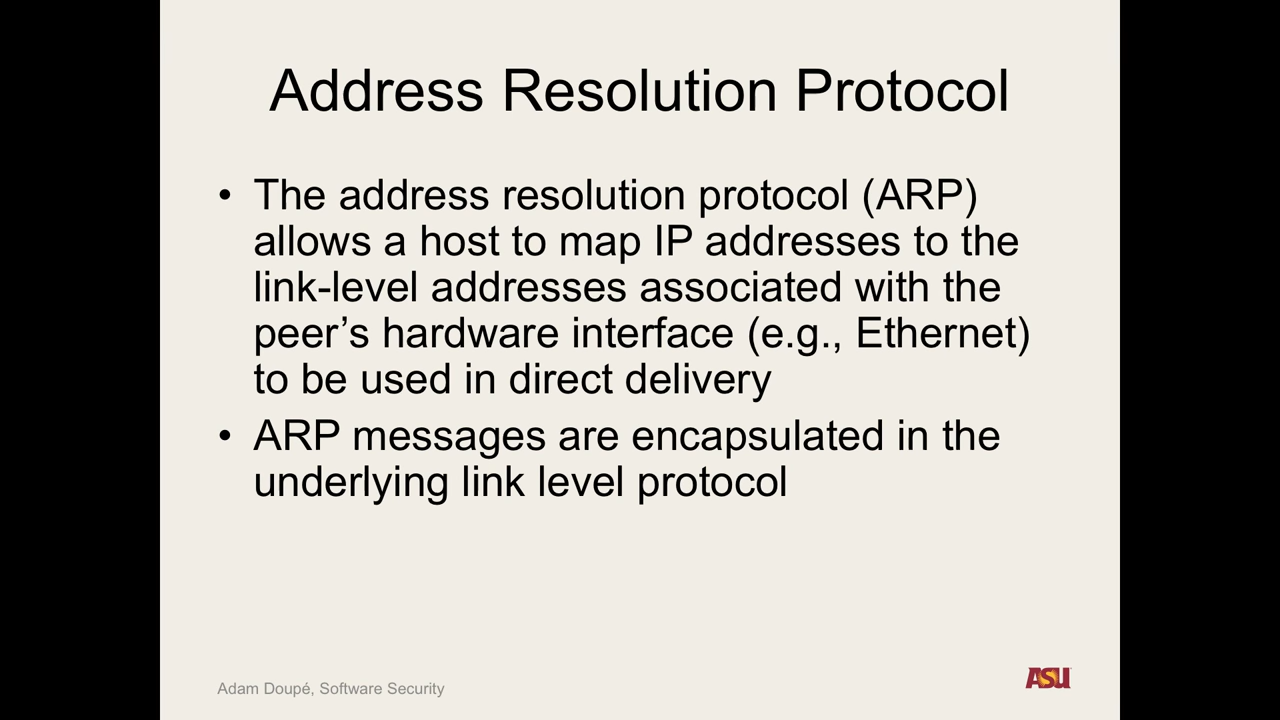 Address Resolution Protocol
• The address resolution protocol (ARP)
allows a host to map IP addresses to the
link-level addresses associated with the
peer’s hardware interface (e.g., Ethernet)
to be used in direct delivery
• ARP messages are encapsulated in the
underlying link level protocol
Adam Doupé, Software Security
ASU